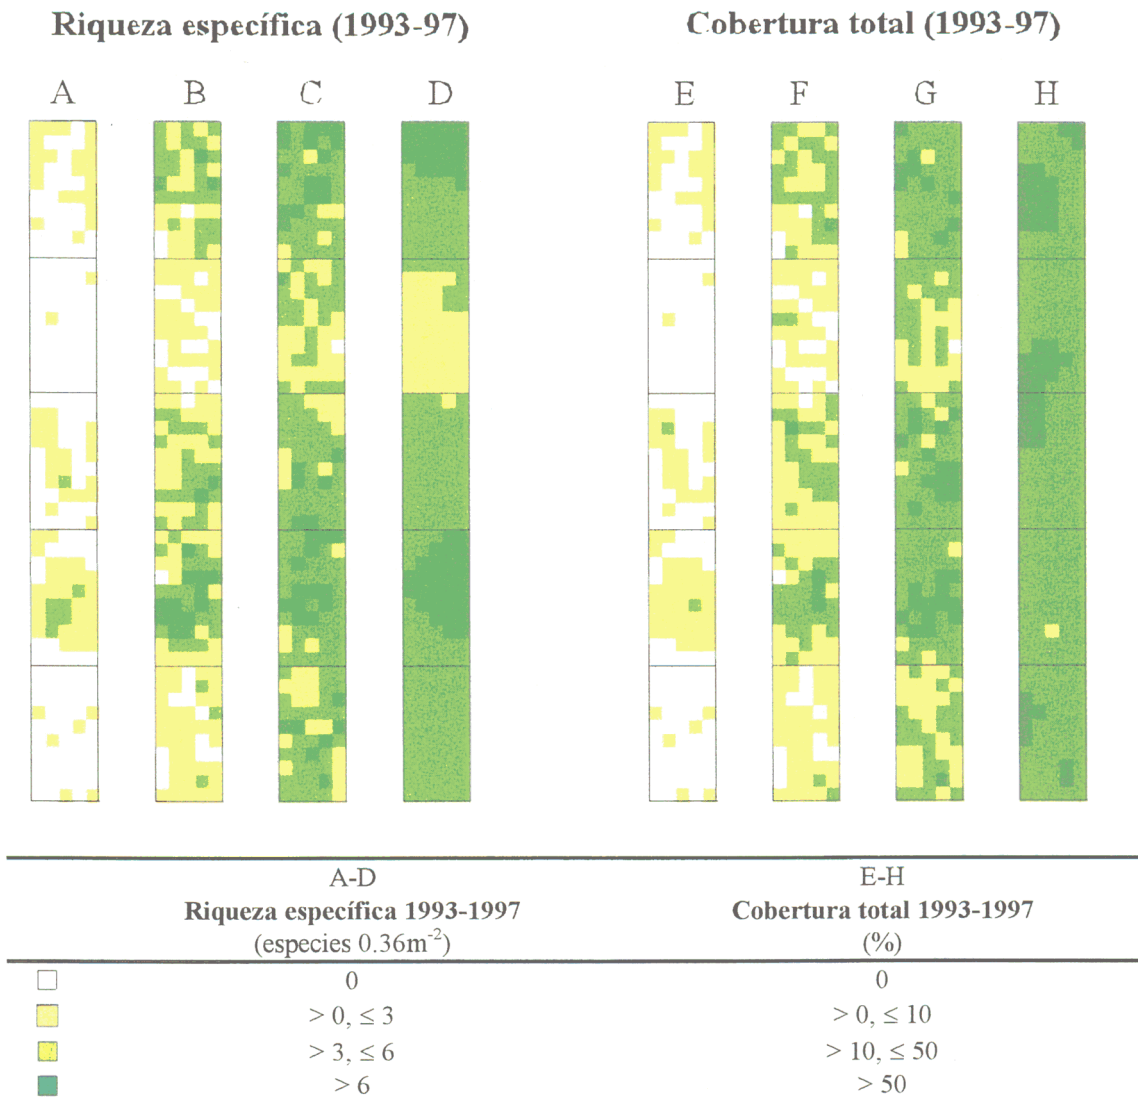 Riqueza específica (1993-97) Cobertura total (1993-97)
A B C D E F G H
A-D E-H
Riqueza específica 1993-1997 Cobertura total 1993-1997
(especies 0.36m-2) (%)
0 0
> 0, ≤ 3 > 0, ≤ 10
> 3, ≤ 6 > 10, ≤ 50
> 6 > 50